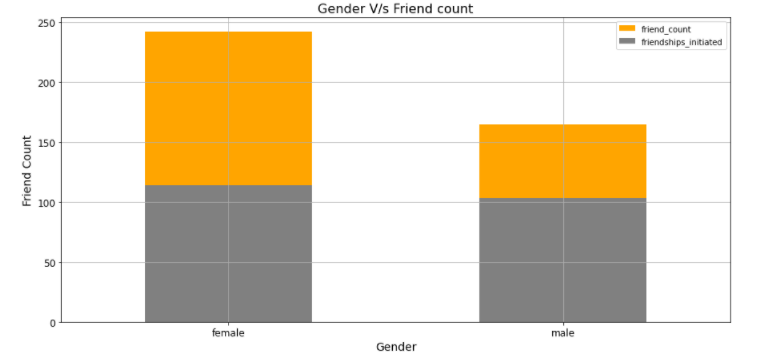 Gender V/s Friend count
friend_count
friendships_initiated
250
200
150
100
50
0
Friend Count
female
male
Gender